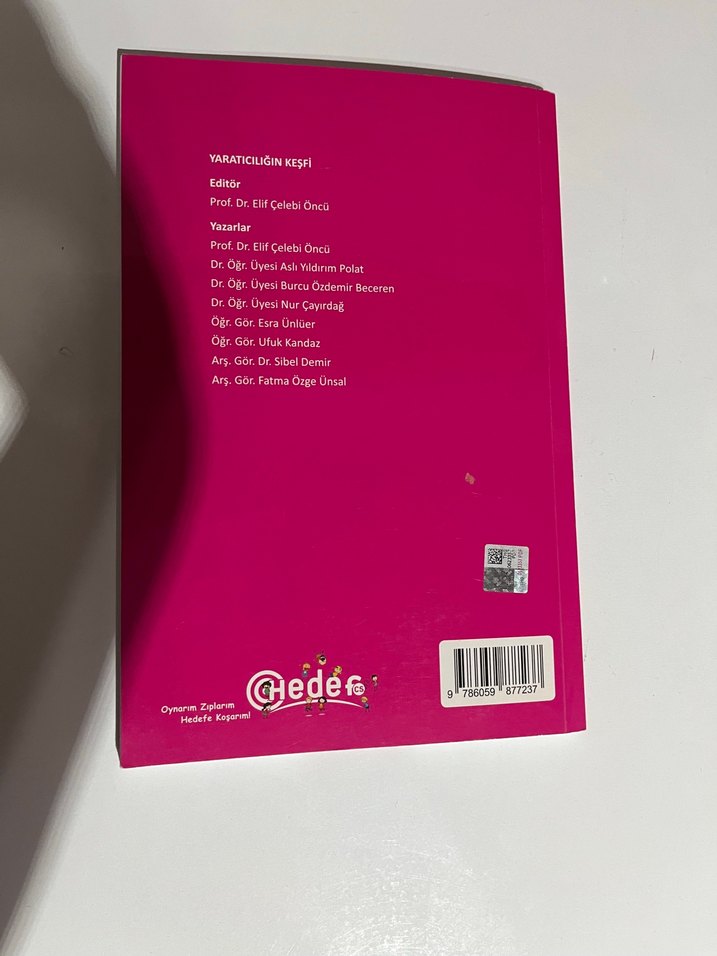 YARATICILIĞIN KEŞFİ
Editör
Prof. Dr. Elif Çelebi Öncü
Yazarlar
Prof. Dr. Elif Çelebi Öncü
Dr. Öğr. Üyesi Aslı Yıldırım Polat
Dr. Öğr. Üyesi Burcu Özdemir Beceren
Dr. Öğr. Üyesi Nur Çayırdağ
Öğr. Gör. Esra Ünlüer
Öğr. Gör. Ufuk Kandaz
Arş. Gör. Dr. Sibel Demir
Arş. Gör. Fatma Özge Ünsal
Hedef CS
Oynarım Zıplarım
Hedefe Koşarım!
9 786059 877237